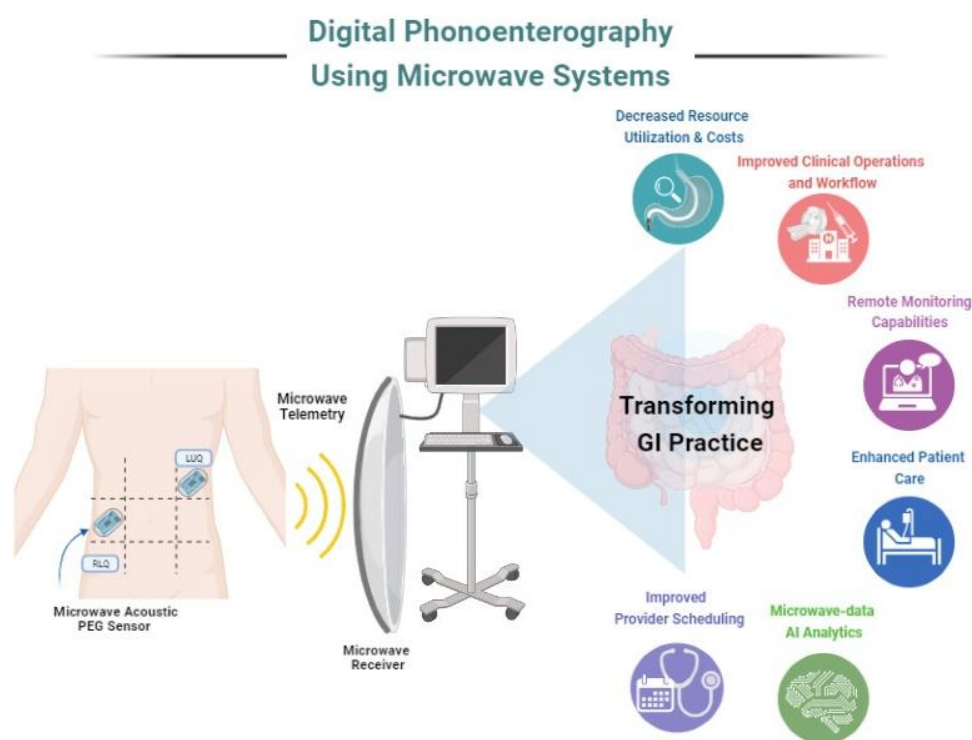 Digital Phonoenterography
Using Microwave Systems
Decreased Resource
Utilization & Costs
Improved Clinical Operations
and Workflow
Remote Monitoring
Capabilities
Microwave
Telemetry
Transforming
GI Practice
LUQ
Enhanced Patient
Care
RLQ
Microwave Acoustic
PEG Sensor
Microwave
Receiver
Improved
Provider Scheduling
Microwave-data
AI Analytics
H